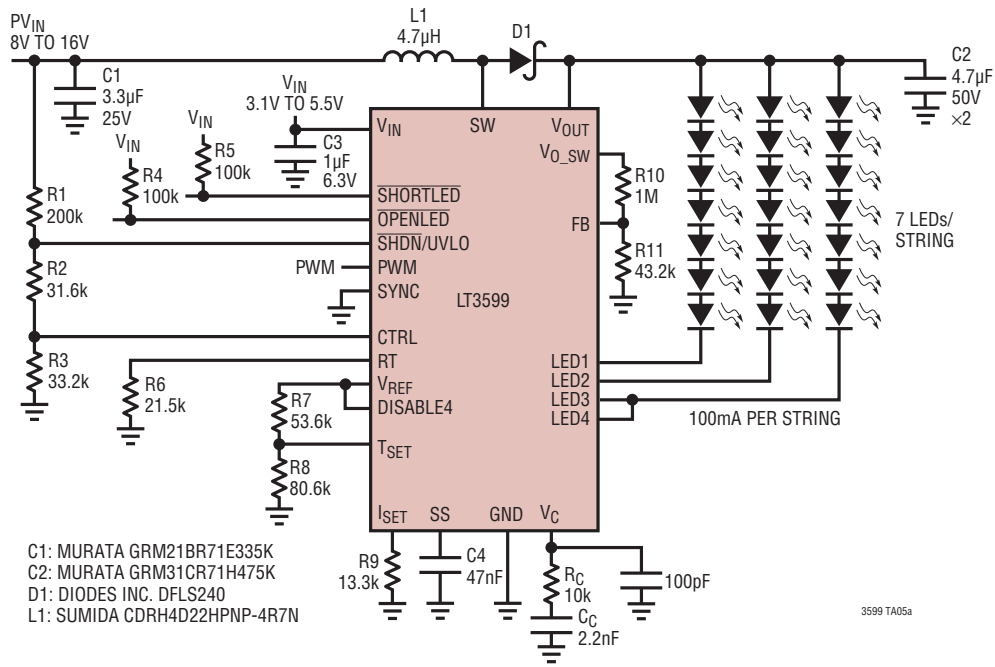 PVIN
8V TO 16V
L1
4.7µH
D1
C1
3.3µF
25V
VIN
3.1V TO 5.5V
C2
4.7µF
50V
×2
VIN
R4
100k
VIN
R5
100k
C3
1µF
6.3V
R1
200k
R2
31.6k
R3
33.2k
R6
21.5k
R7
53.6k
R8
80.6k
PWM
VIN
SW
VOUT
VO_SW
SHORTLED
OPENLED
SHDN/UVLO
PWM
SYNC
FB
LT3599
CTRL
RT
VREF
DISABLE4
TSET
LED1
LED2
LED3
LED4
ISET
SS
GND
VC
R10
1M
R11
43.2k
7 LEDs/
STRING
100mA PER STRING
R9
13.3k
C4
47nF
RC
10k
CC
2.2nF
100pF
C1: MURATA GRM21BR71E335K
C2: MURATA GRM31CR71H475K
D1: DIODES INC. DFLS240
L1: SUMIDA CDRH4D22HPNP-4R7N
3599 TA05a